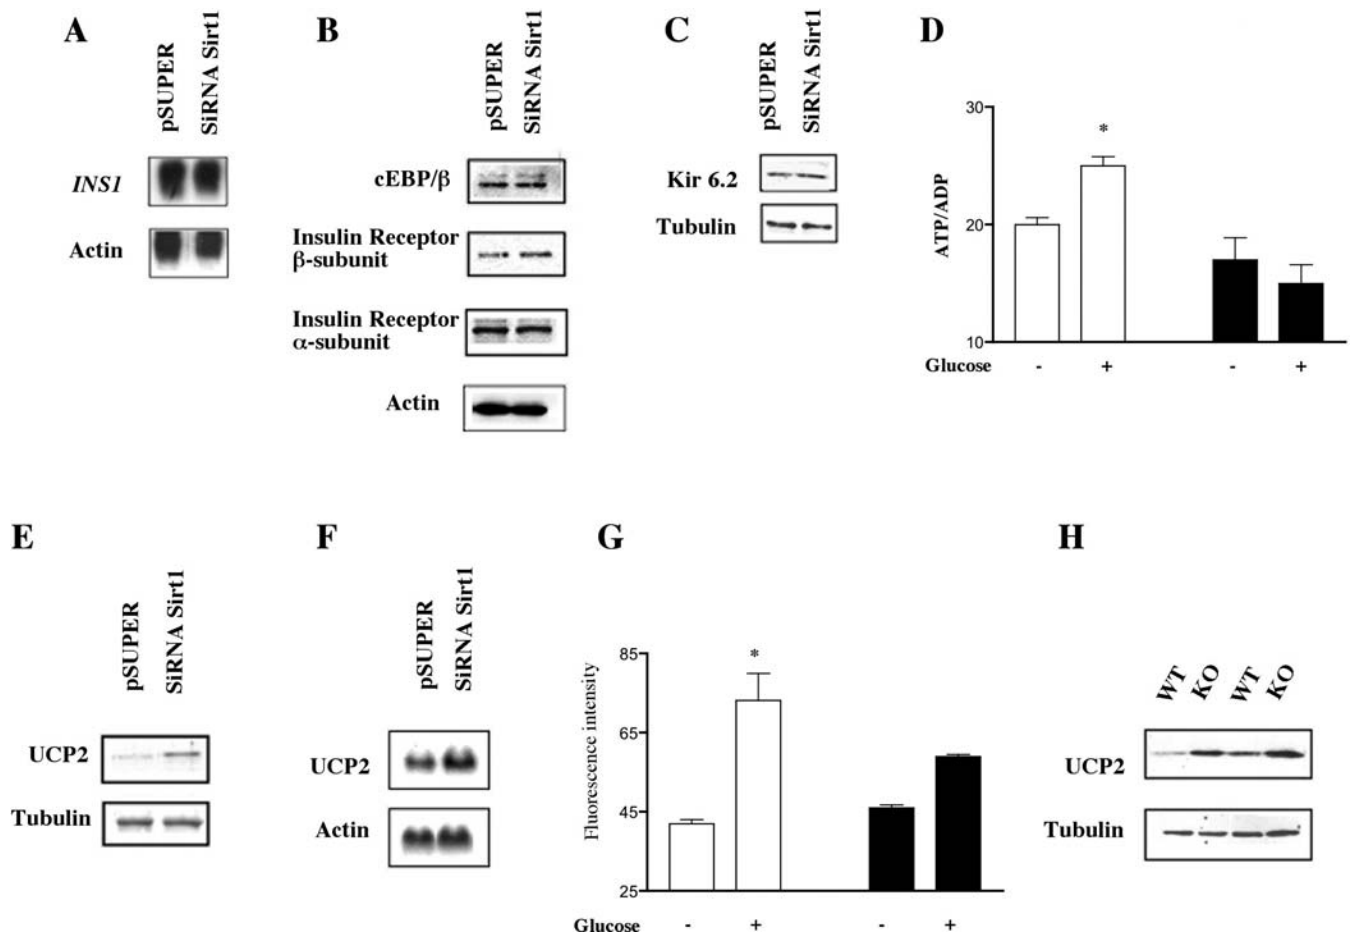 A
pSUPER
SiRNA Sirt1
INS1
Actin
B
pSUPER
SiRNA Sirt1
cEBP/β
Insulin Receptor
β-subunit
Insulin Receptor
α-subunit
Actin
C
pSUPER
SiRNA Sirt1
Kir 6.2
Tubulin
D
ATP/ADP
30
20
10
*
Glucose - + - +
E
pSUPER
SiRNA Sirt1
UCP2
Tubulin
F
pSUPER
SiRNA Sirt1
UCP2
Actin
G
Fluorescence intensity
85
65
45
25
*
Glucose - + - +
H
WT KO WT KO
UCP2
Tubulin